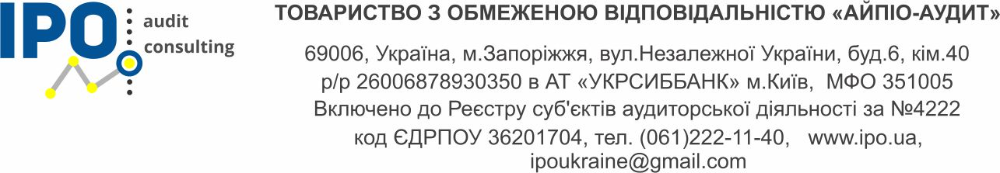 IPO
audit
consulting
ТОВАРИСТВО З ОБМЕЖЕНОЮ ВІДПОВІДАЛЬНІСТЮ «АЙПІО-АУДИТ»
69006, Україна, м.Запоріжжя, вул.Незалежної України, буд.6, кім.40
р/р 26006878930350 в АТ «УКРСИББАНК» м.Київ, МФО 351005
Включено до Реєстру суб'єктів аудиторської діяльності за №4222
код ЄДРПОУ 36201704, тел. (061)222-11-40, www.ipo.ua,
ipoukraine@gmail.com